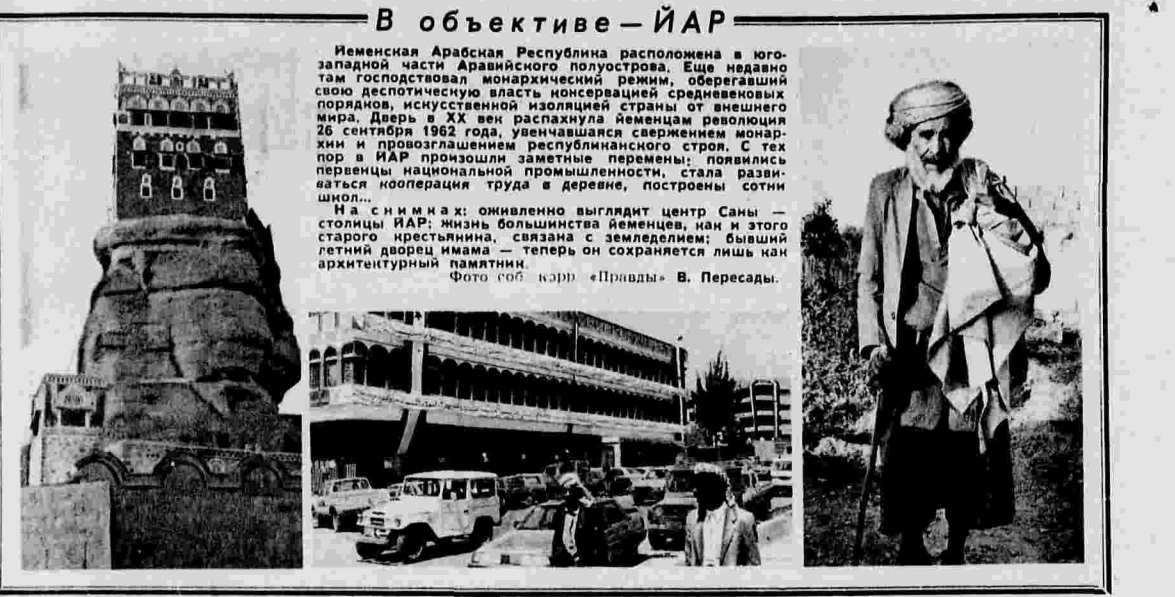 В объективе — ЙАР
Йеменская Арабская Республика расположена в юго-
западной части Аравийского полуострова. Еще недавно
там господствовал монархический режим, оберегавший
свою деспотическую власть консервацией средневековых
порядков, искусственной изоляцией страны от внешнего
мира. Дверь в XX век распахнула йеменцам революция
26 сентября 1962 года, увенчавшаяся свержением монар-
хии и провозглашением республиканского строя. С тех
пор в ЙАР произошли заметные перемены: появились
первенцы национальной промышленности, стала разви-
ваться кооперация труда в деревне, построены сотни
школ...
На снимках: оживленно выглядит центр Саны —
столицы ЙАР; жизнь большинства йеменцев, как и этого
старого крестьянина, связана с земледелием; бывший
летний дворец имама — теперь он сохраняется лишь как
архитектурный памятник.
Фото соб. корр. «Правды» В. Пересады.